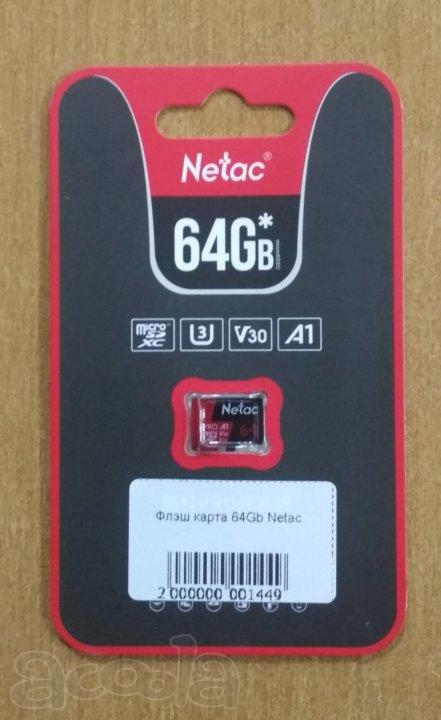 Netac®
64GB*
micro SD XC
U3 V30 A1
Netac
PRO A1
64
Флэш карта 64Gb Netac
2 000000 001449
acoola